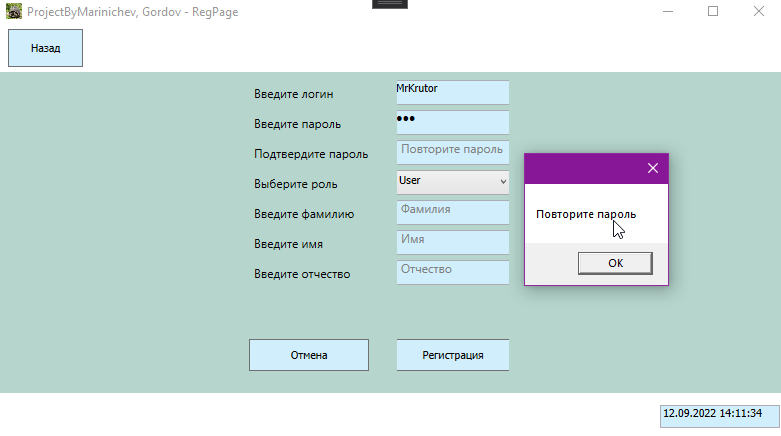 ProjectByMarinichev, Gordov - RegPage
Назад
Введите логин
MrKrutor
Введите пароль
●●●
Подтвердите пароль
Повторите пароль
Выберите роль
User
Введите фамилию
Фамилия
Введите имя
Имя
Введите отчество
Отчество
Повторите пароль
OK
Отмена
Регистрация
12.09.2022 14:11:34